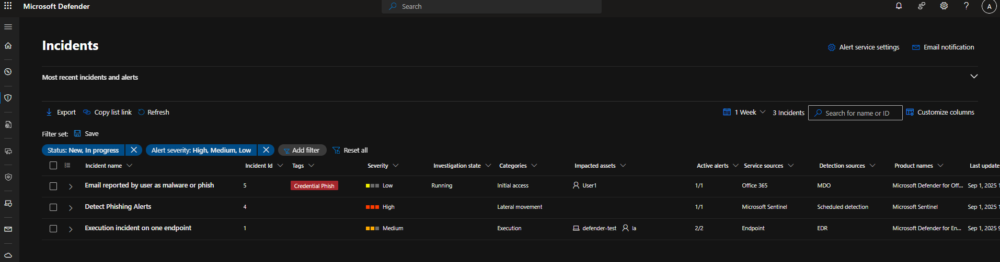 Microsoft Defender
Search
A
Incidents
Alert service settings
Email notification
Most recent incidents and alerts
Export
Copy list link
Refresh
1 Week
3 Incidents
Search for name or ID
Customize columns
Filter set:
Save
Status: New, In progress
Alert severity: High, Medium, Low
Add filter
Reset all
Incident name Incident Id Tags Severity Investigation state Categories Impacted assets Active alerts Service sources Detection sources Product names Last update
Email reported by user as malware or phish 5 Credential Phish Low Running Initial access User1 1/1 Office 365 MDO Microsoft Defender for Off... Sep 1, 2025 1
Detect Phishing Alerts 4 High Lateral movement 1/1 Microsoft Sentinel Scheduled detection Microsoft Sentinel Sep 1, 2025 1
Execution incident on one endpoint 1 Medium Execution defender-test la 2/2 Endpoint EDR Microsoft Defender for En... Sep 1, 2025 9